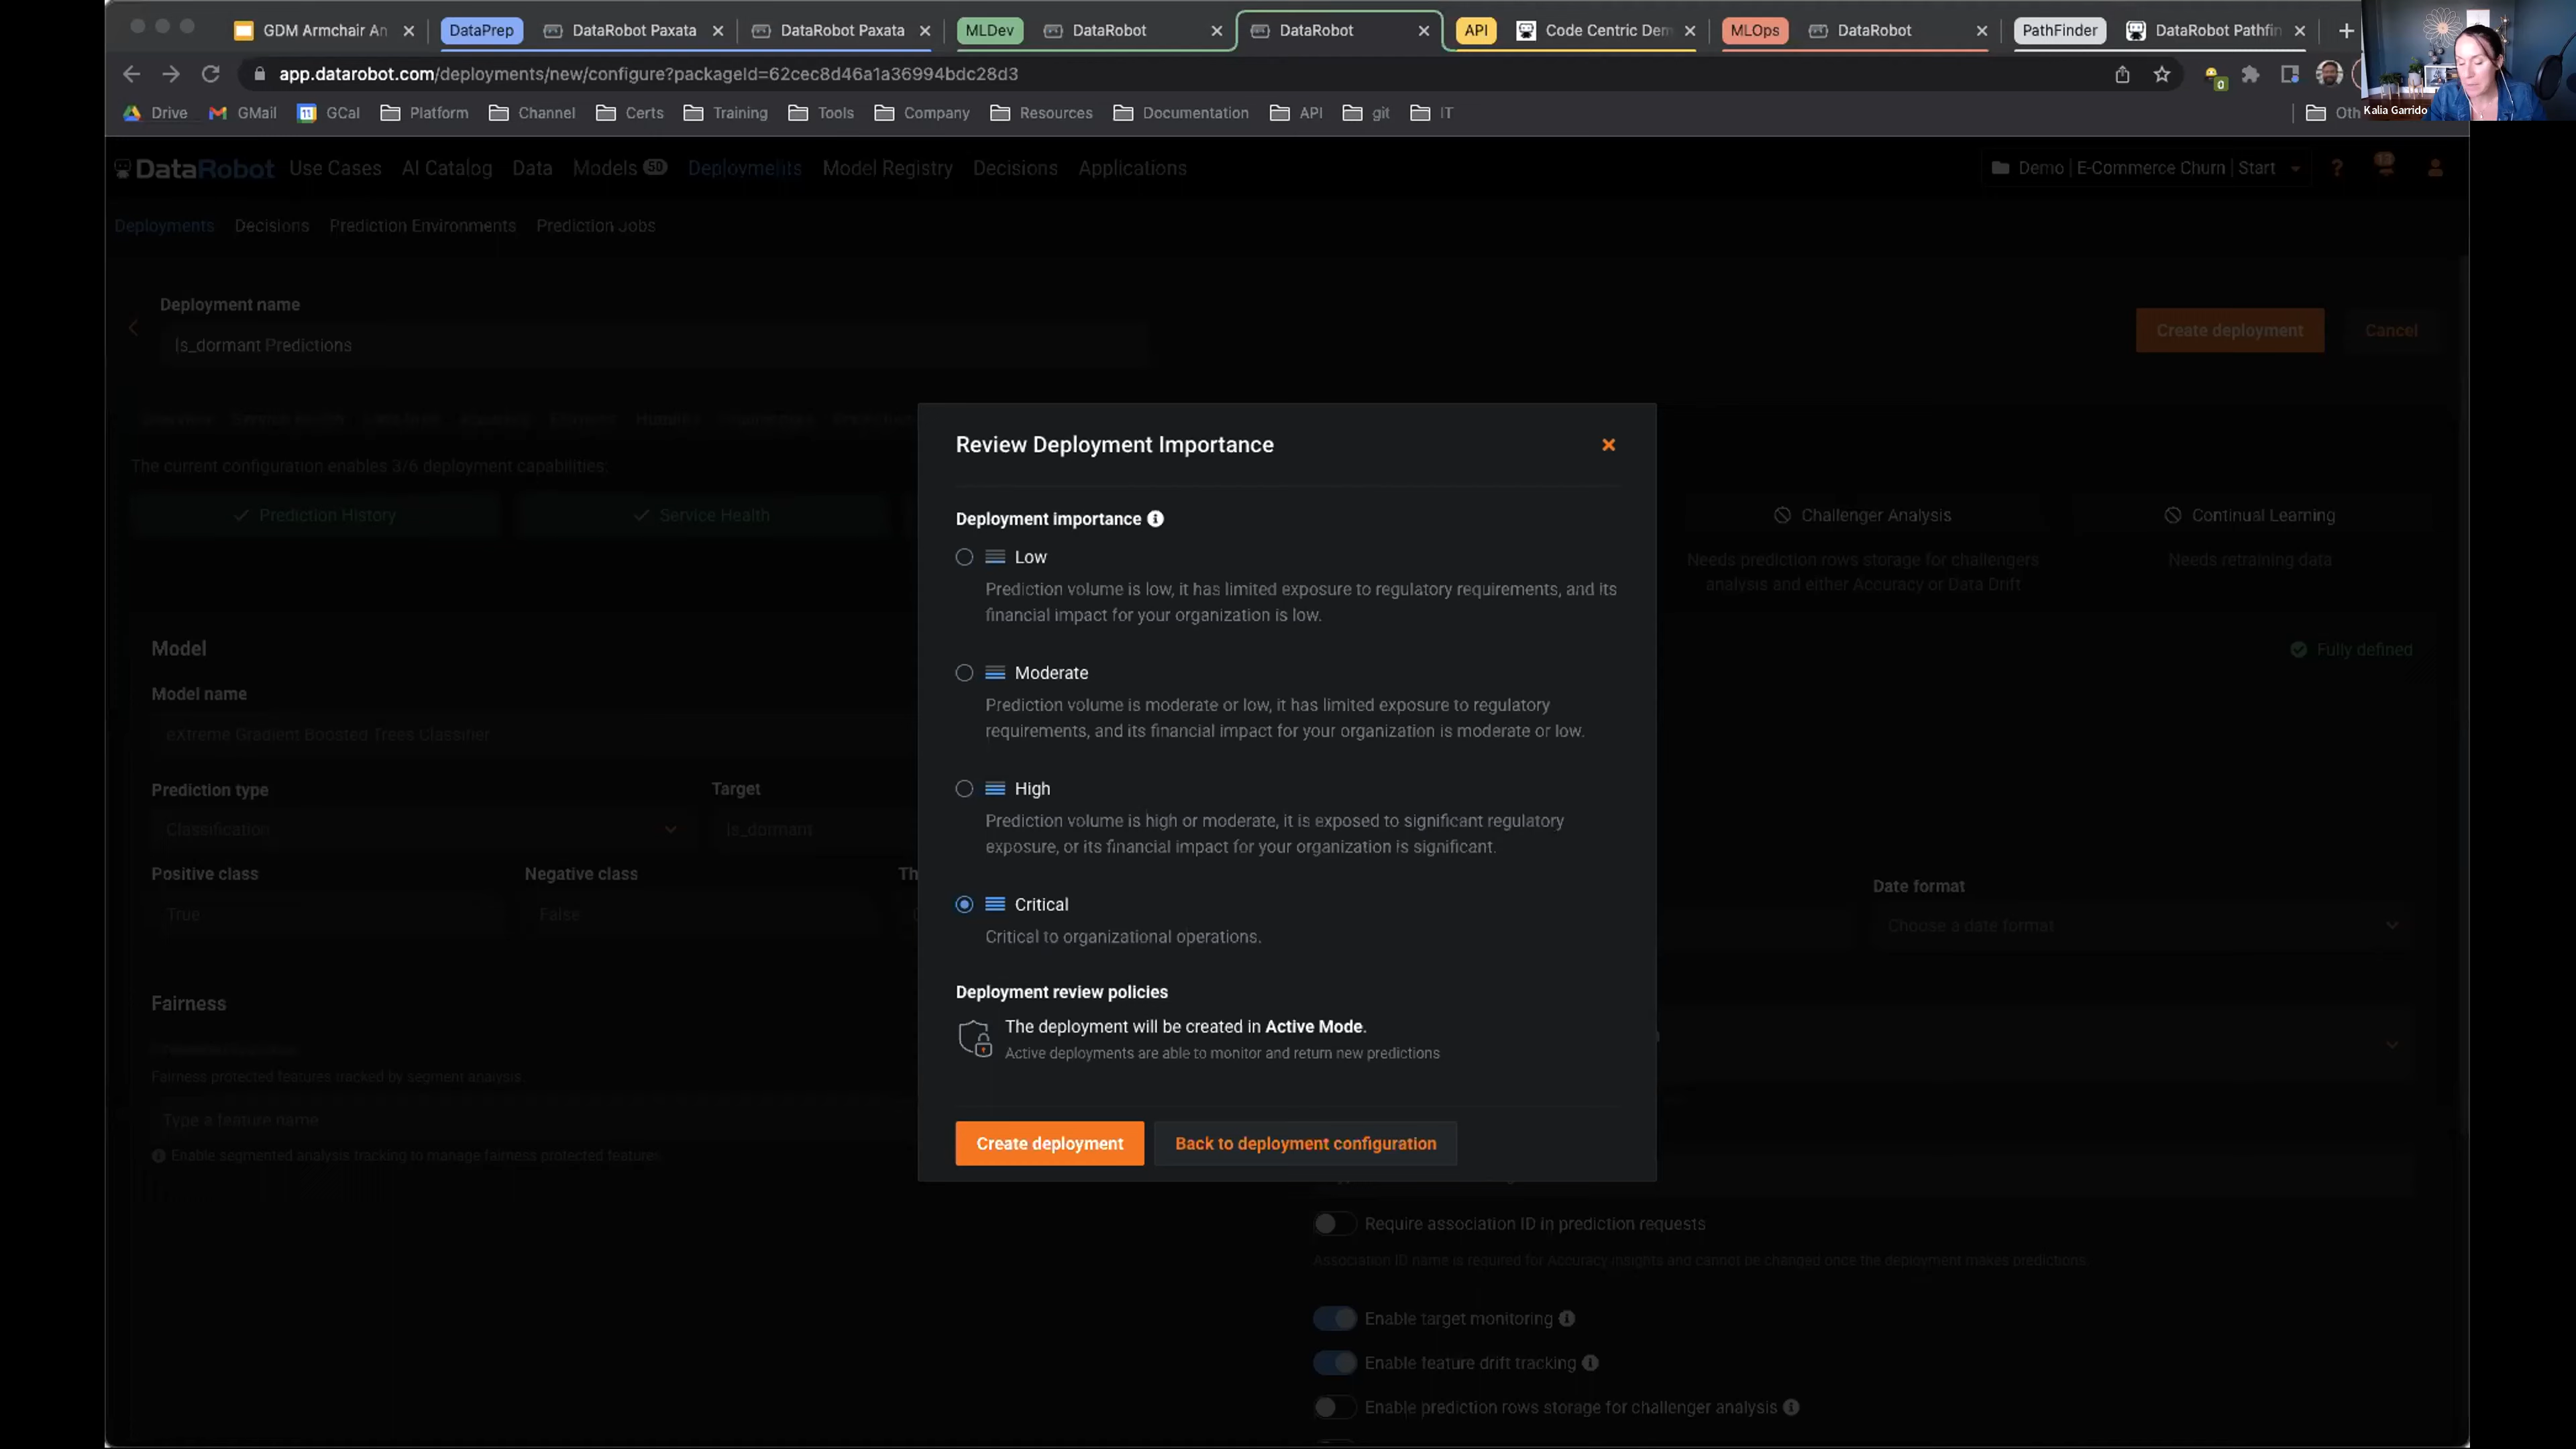 GDM Armchair An
DataPrep
DataRobot Paxata
DataRobot Paxata
MLDev
DataRobot
DataRobot
API
Code Centric Dem
MLOps
DataRobot
PathFinder
DataRobot Pathfin
app.datarobot.com/deployments/new/configure?packageId=62cec8d46a1a36994bdc28d3
0
Drive
GMail
11
GCal
Platform
Channel
Certs
Training
Tools
Company
Resources
Documentation
API
git
IT
Oth
Kalia Garrido
DataRobot
Use Cases
AI Catalog
Data
Models 50
Deployments
Model Registry
Decisions
Applications
Demo | E-Commerce Churn | Start
?
13
Deployments
Decisions
Prediction Environments
Prediction Jobs
Deployment name
Is_dormant Predictions
Create deployment
Cancel
The current configuration enables 3/6 deployment capabilities.
Prediction History
Service Health
Challenger Analysis
Continual Learning
Needs prediction rows storage for challengers
analysis and either Accuracy or Data Drift
Needs retraining data
Model
Fully defined
Model name
eXtreme Gradient Boosted Trees Classifier
Prediction type
Target
Classification
Is_dormant
Positive class
Negative class
Th
True
False
Date format
Choose a date format
Fairness
Fairness protected features tracked by segment analysis
Type a feature name
Enable segmented analysis tracking to manage fairness protected features
Review Deployment Importance
Deployment importance
Low
Prediction volume is low, it has limited exposure to regulatory requirements, and its
financial impact for your organization is low.
Moderate
Prediction volume is moderate or low, it has limited exposure to regulatory
requirements, and its financial impact for your organization is moderate or low.
High
Prediction volume is high or moderate, it is exposed to significant regulatory
exposure, or its financial impact for your organization is significant.
Critical
Critical to organizational operations.
Deployment review policies
The deployment will be created in Active Mode.
Active deployments are able to monitor and return new predictions
Create deployment
Back to deployment configuration
Require association ID in prediction requests
Association ID name is required for Accuracy insights and cannot be changed once the deployment makes predictions.
Enable target monitoring
Enable feature drift tracking
Enable prediction rows storage for challenger analysis